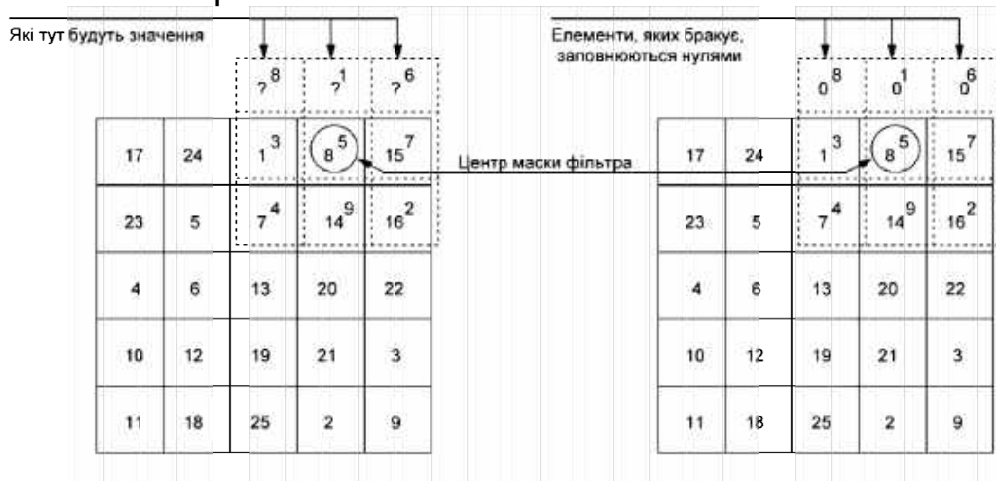 Які тут будуть значення
Елементи, яких бракує,
заповнюються нулями
? 8 ? 1 ? 6
0 8 0 1 0 6
17 24 1 3 8 5 15 7
Центр маски фільтра
17 24 1 3 8 5 15 7
23 5 7 4 14 9 16 2
23 5 7 4 14 9 16 2
4 6 13 20 22
4 6 13 20 22
10 12 19 21 3
10 12 19 21 3
11 18 25 2 9
11 18 25 2 9